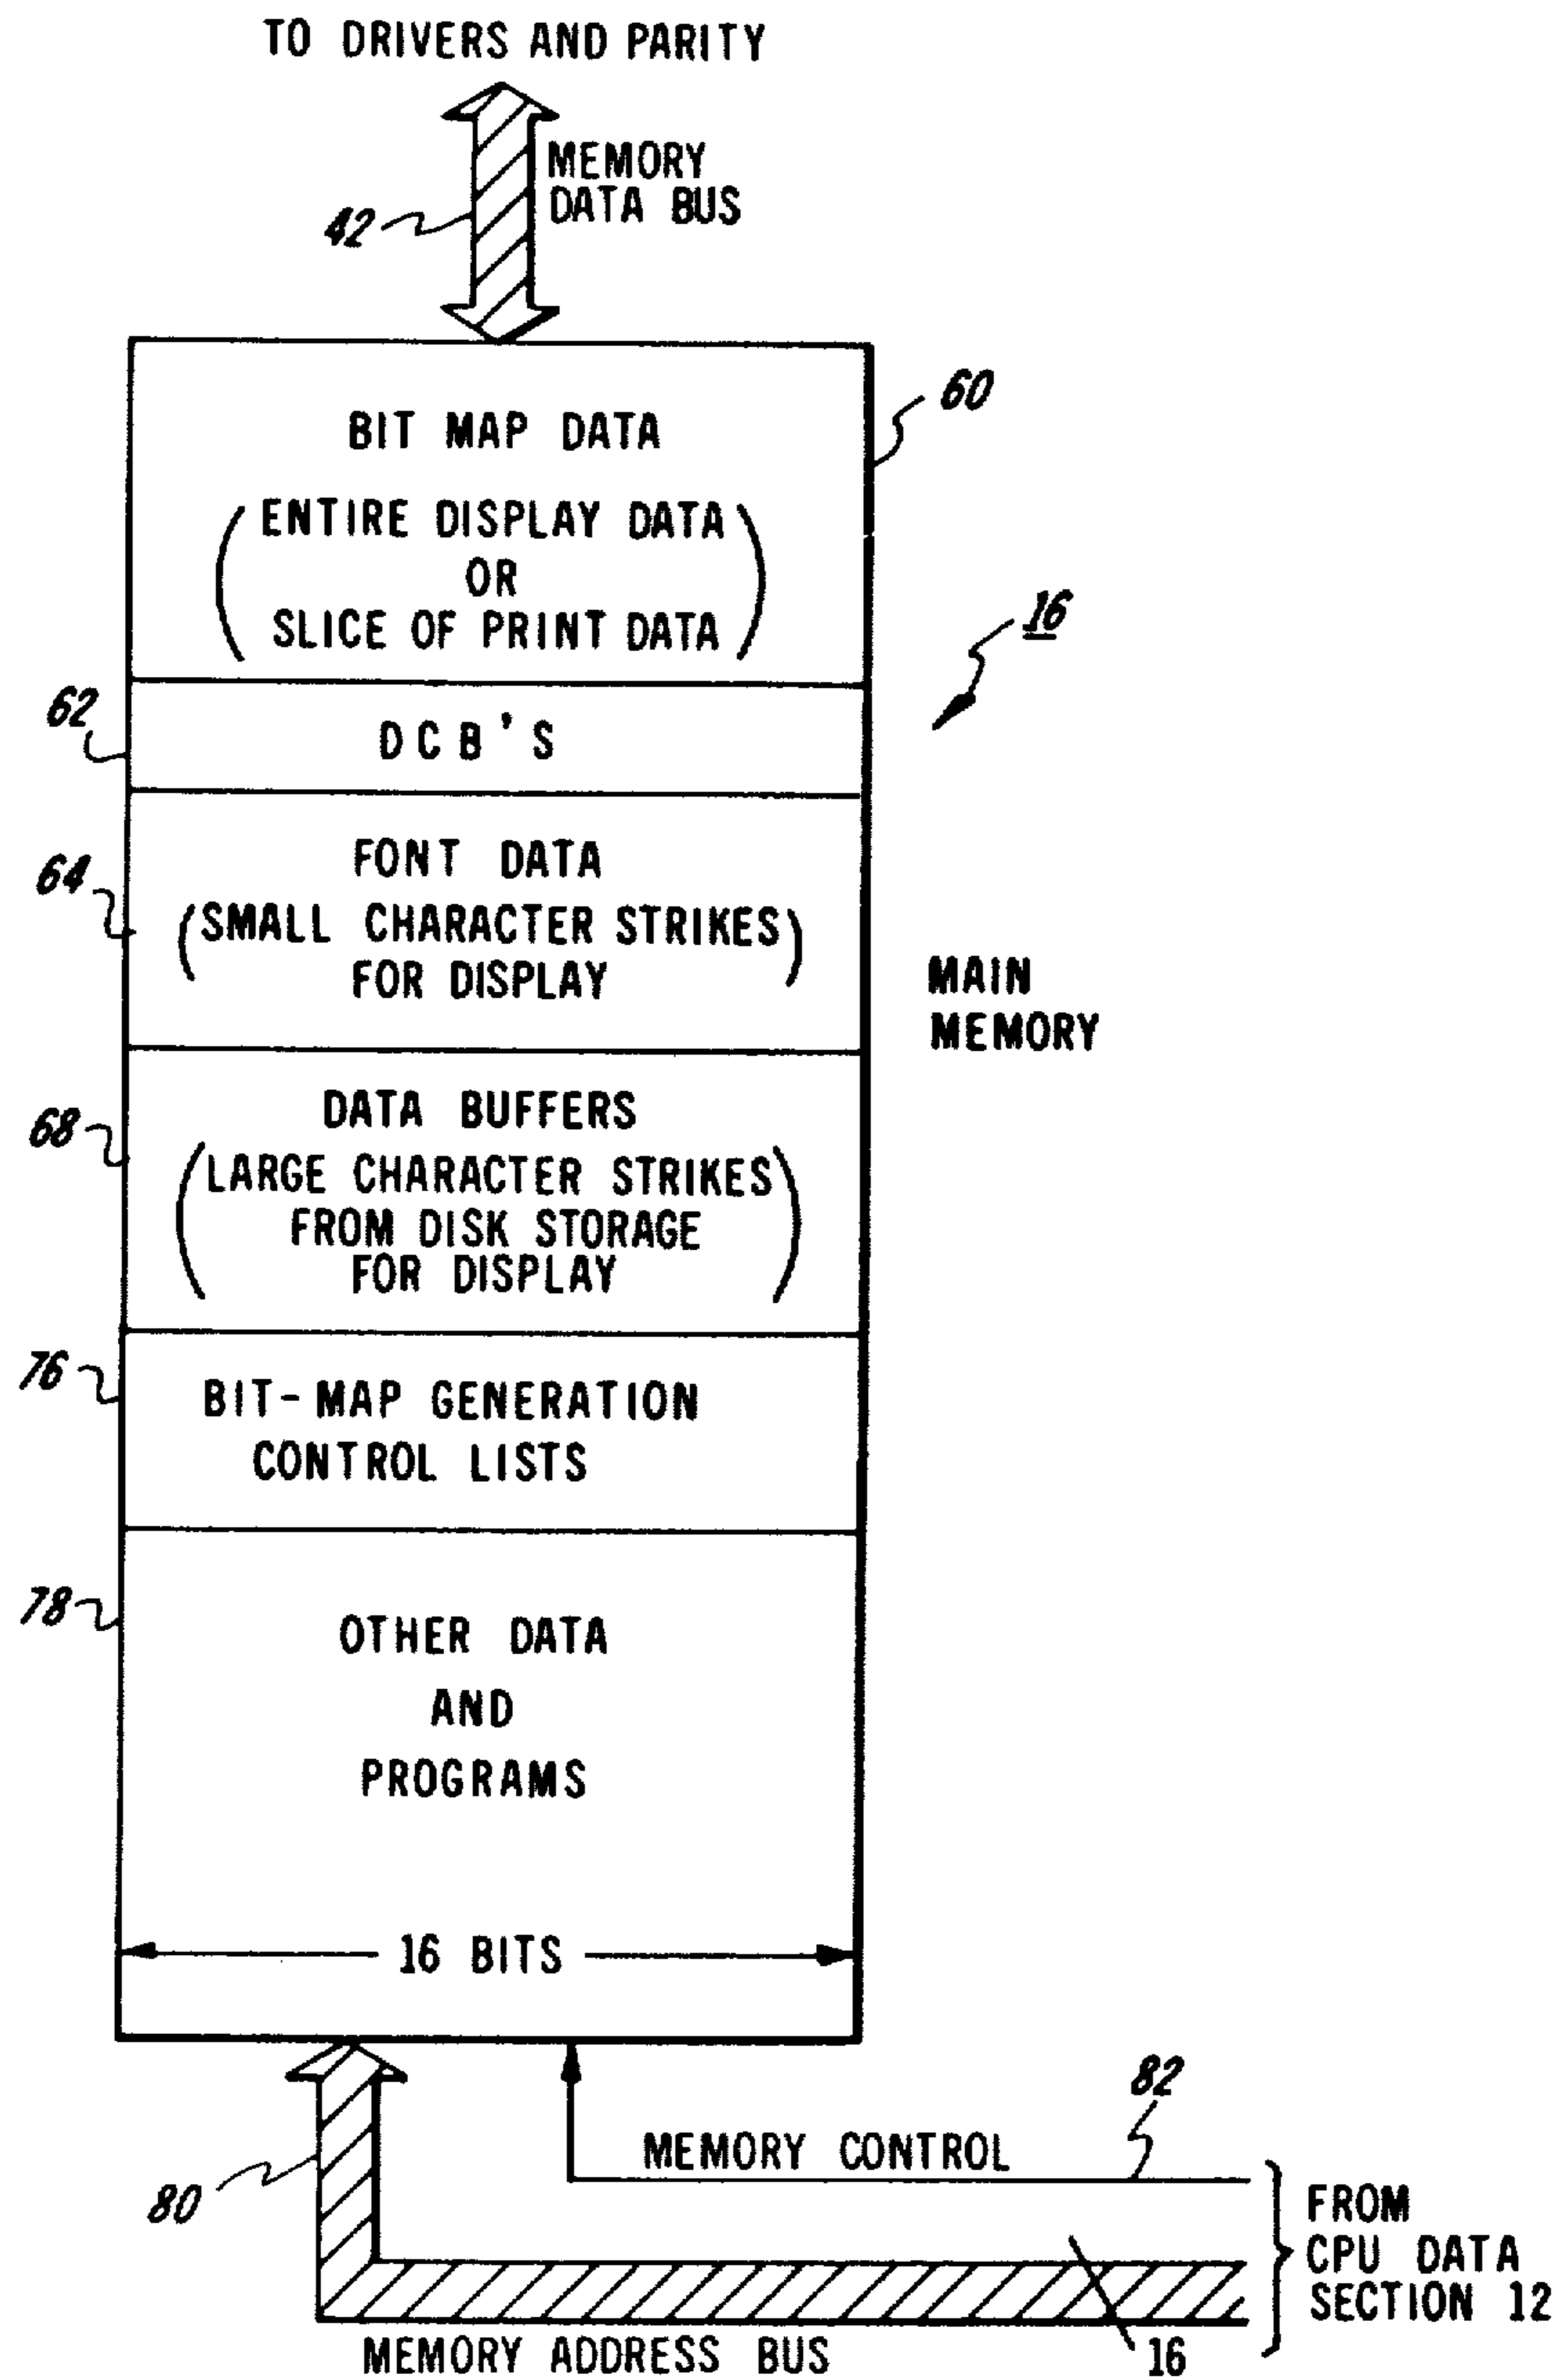 TO DRIVERS AND PARITY
MEMORY
DATA BUS
42
60
BIT MAP DATA
(ENTIRE DISPLAY DATA
OR
SLICE OF PRINT DATA)
16
62
DCB'S
64
FONT DATA
(SMALL CHARACTER STRIKES)
FOR DISPLAY
MAIN
MEMORY
68
DATA BUFFERS
(LARGE CHARACTER STRIKES
FROM DISK STORAGE
FOR DISPLAY)
76
BIT-MAP GENERATION
CONTROL LISTS
78
OTHER DATA
AND
PROGRAMS
16 BITS
82
MEMORY CONTROL
80
FROM
CPU DATA
SECTION 12
MEMORY ADDRESS BUS
16